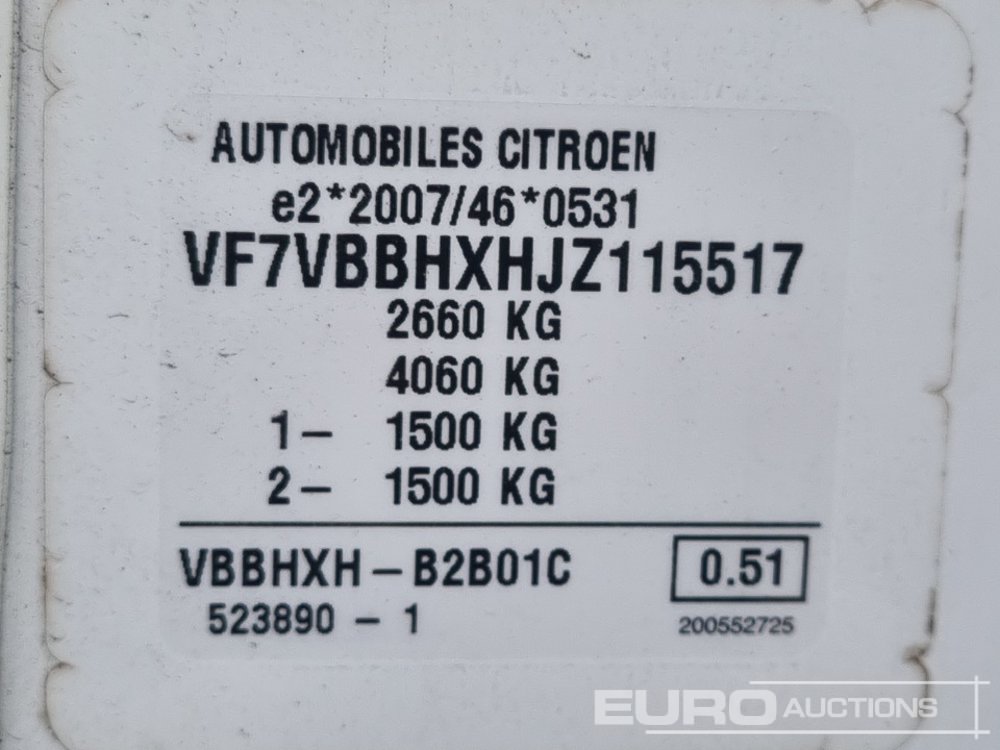 AUTOMOBILES CITROEN
e2*2007/46*0531
VF7VBBHXHJZ115517
2660 KG
4060 KG
1- 1500 KG
2- 1500 KG
VBBHXH-B2B01C 0.51
523890 - 1 200552725
EURO AUCTIONS